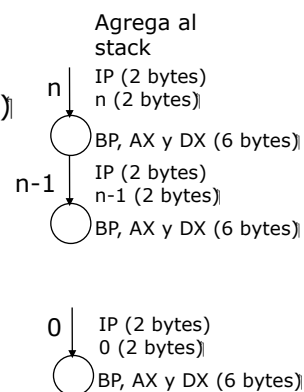 Agrega al
stack
n
IP (2 bytes)
n (2 bytes)
)
BP, AX y DX (6 bytes)
n-1
IP (2 bytes)
n-1 (2 bytes)
BP, AX y DX (6 bytes)
0
IP (2 bytes)
0 (2 bytes)
BP, AX y DX (6 bytes)